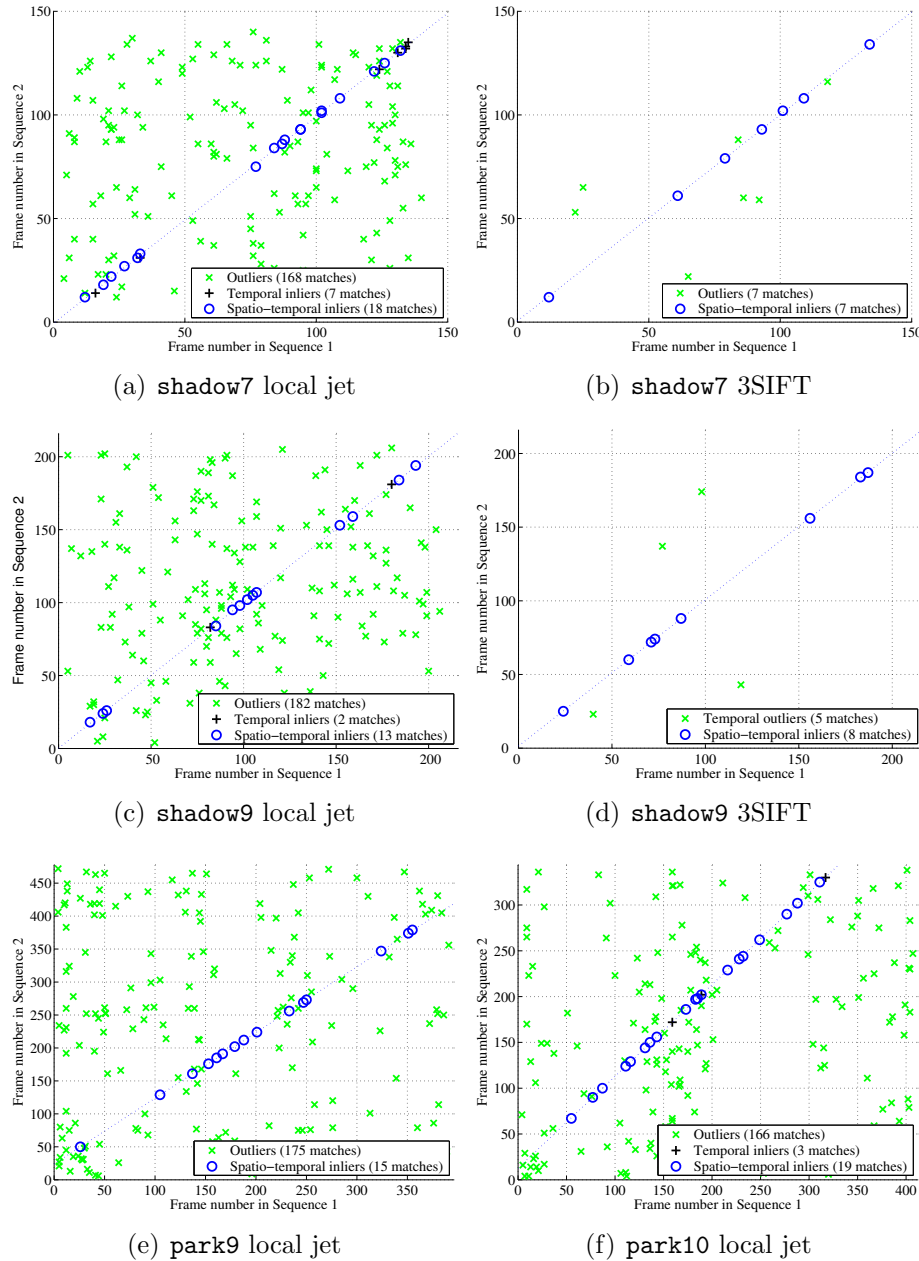 150
100
50
0
Frame number in Sequence 2
0 50 100 150
Frame number in Sequence 1
Outliers (168 matches)
Temporal inliers (7 matches)
Spatio−temporal inliers (18 matches)
(a) shadow7 local jet
150
100
50
0
Frame number in Sequence 2
0 50 100 150
Frame number in Sequence 1
Outliers (7 matches)
Spatio−temporal inliers (7 matches)
(b) shadow7 3SIFT
200
150
100
50
0
Frame number in Sequence 2
0 50 100 150 200
Frame number in Sequence 1
Outliers (182 matches)
Temporal inliers (2 matches)
Spatio−temporal inliers (13 matches)
(c) shadow9 local jet
200
150
100
50
0
Frame number in Sequence 2
0 50 100 150 200
Frame number in Sequence 1
Temporal outliers (5 matches)
Spatio−temporal inliers (8 matches)
(d) shadow9 3SIFT
450
400
350
300
250
200
150
100
50
0
Frame number in Sequence 2
0 50 100 150 200 250 300 350
Frame number in Sequence 1
Outliers (175 matches)
Spatio−temporal inliers (15 matches)
(e) park9 local jet
300
250
200
150
100
50
0
Frame number in Sequence 2
0 50 100 150 200 250 300 350 400
Frame number in Sequence 1
Outliers (166 matches)
Temporal inliers (3 matches)
Spatio−temporal inliers (19 matches)
(f) park10 local jet